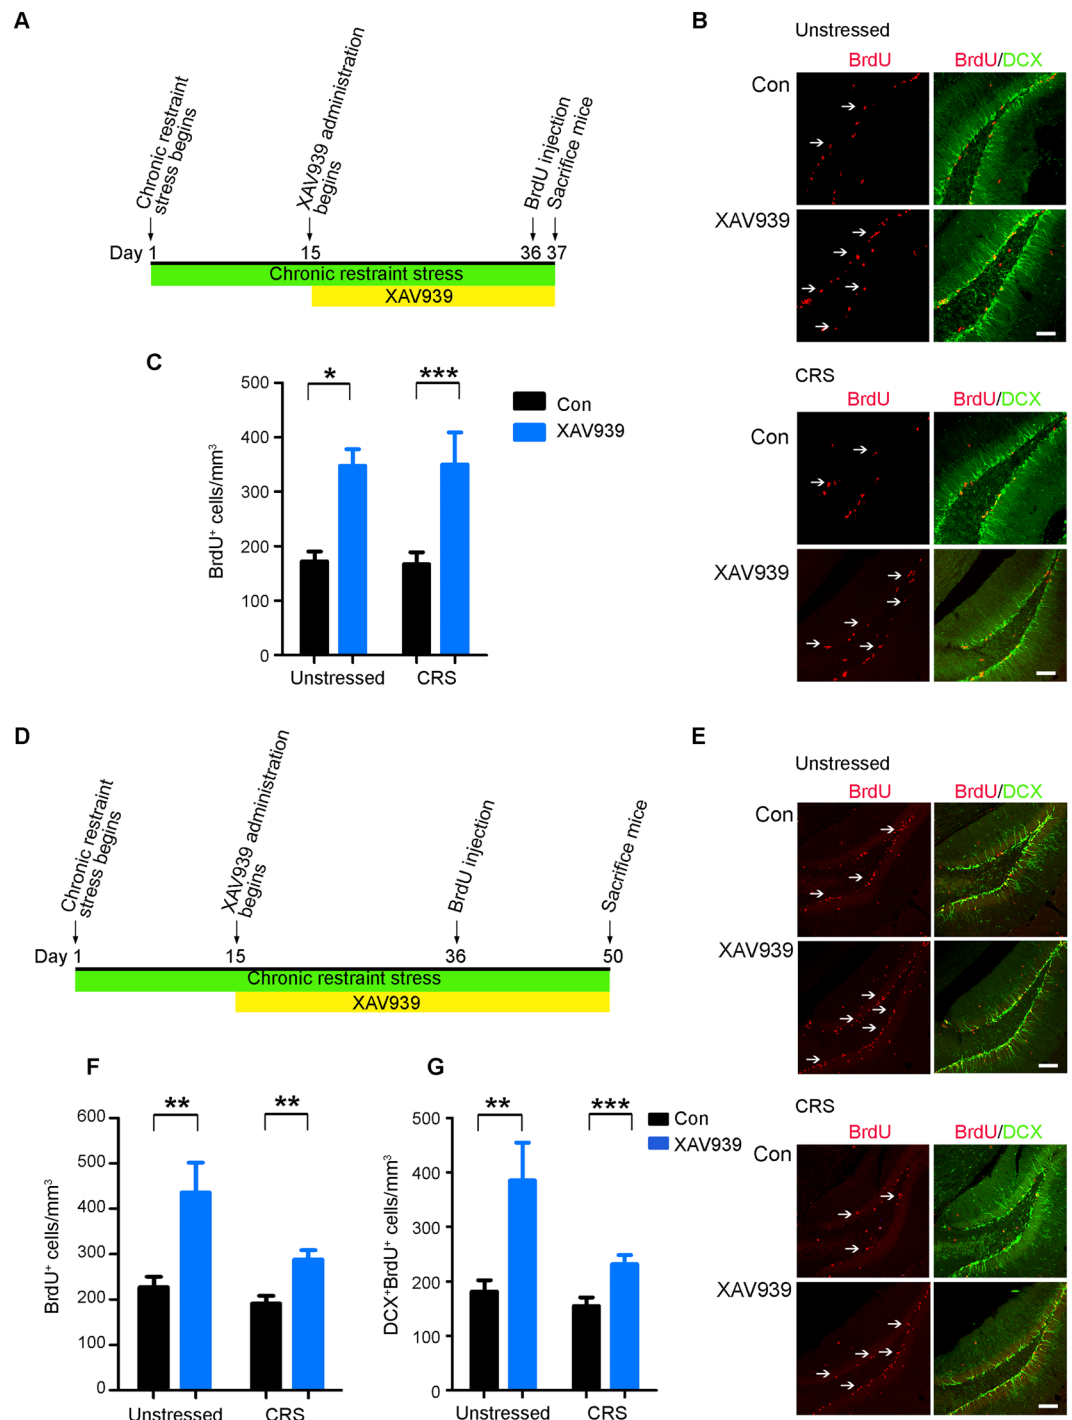 A
Chronic restraint
stress begins
XAV939 administration
begins
BrdU injection
Sacrifice mice
Day 1
15
36 37
Chronic restraint stress
XAV939
B
Unstressed
BrdU
BrdU/DCX
Con
XAV939
CRS
BrdU
BrdU/DCX
Con
XAV939
C
*
***
Con
XAV939
BrdU⁺ cells/mm³
500
400
300
200
100
0
Unstressed
CRS
D
Chronic restraint
stress begins
XAV939 administration
begins
BrdU injection
Sacrifice mice
Day 1
15
36
50
Chronic restraint stress
XAV939
E
Unstressed
BrdU
BrdU/DCX
Con
XAV939
CRS
BrdU
BrdU/DCX
Con
XAV939
F
**
**
BrdU⁺ cells/mm³
600
500
400
300
200
100
0
Unstressed
CRS
G
**
***
Con
XAV939
DCX⁺BrdU⁺ cells/mm³
500
400
300
200
100
0
Unstressed
CRS